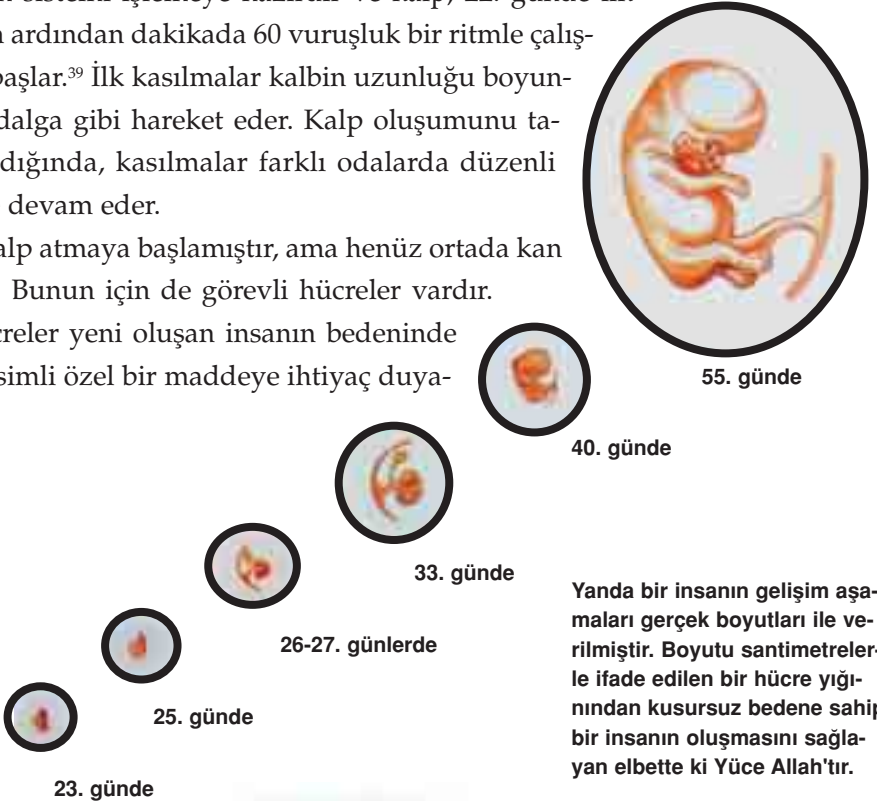 ardından dakikada 60 vuruşluk bir ritmle çalış-
başlar.³⁹ İlk kasılmalar kalbin uzunluğu boyun-
dalga gibi hareket eder. Kalp oluşumunu ta-
kasılmalar farklı odalarda düzenli
devam eder.
atmaya başlamıştır, ama henüz ortada kan
Bunun için de görevli hücreler vardır.
yeni oluşan insanın bedeninde
özel bir maddeye ihtiyaç duya-
55. günde
40. günde
33. günde
26-27. günlerde
25. günde
23. günde
Yanda bir insanın gelişim aşa-
maları gerçek boyutları ile ve-
rilmiştir. Boyutu santimetreler-
le ifade edilen bir hücre yığı-
nından kusursuz bedene sahip
bir insanın oluşmasını sağla-
yan elbette ki Yüce Allah'tır.